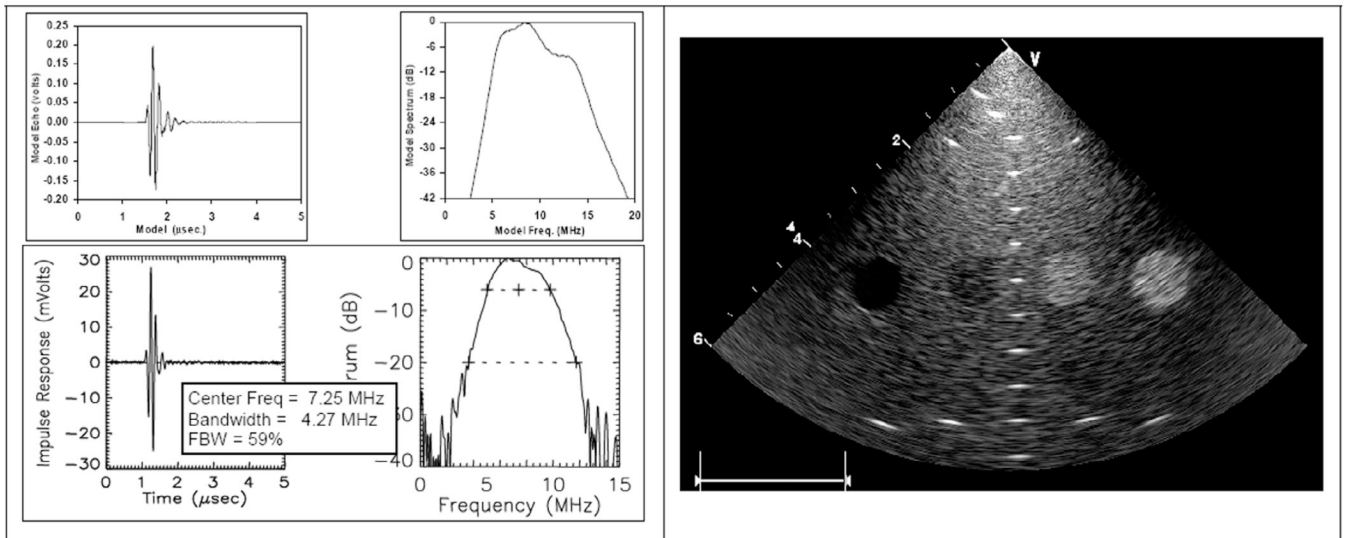 0.25
0.20
0.15
0.10
0.05
0.00
-0.05
-0.10
-0.15
-0.20
Model Echo (volts)
0 1 2 3 4 5
Model (µsec.)
0
-6
-12
-18
-24
-30
-36
-42
Model Spectrum (dB)
0 5 10 15 20
Model Freq. (MHz)
30
20
10
0
-10
-20
-30
Impulse Response (mVolts)
0 1 2 3 4 5
Time (µsec)
Center Freq = 7.25 MHz
Bandwidth = 4.27 MHz
FBW = 59%
0
-10
-20
-40
rum (dB)
0 5 10 15
Frequency (MHz)
V
2
4
4
6